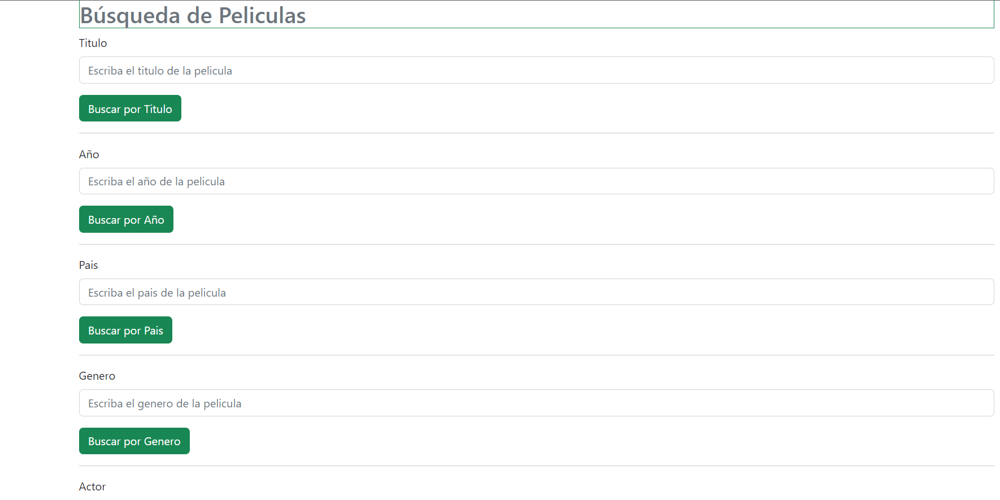 Búsqueda de Peliculas
Titulo
Escriba el titulo de la pelicula
Buscar por Titulo
Año
Escriba el año de la pelicula
Buscar por Año
Pais
Escriba el pais de la pelicula
Buscar por Pais
Genero
Escriba el genero de la pelicula
Buscar por Genero
Actor